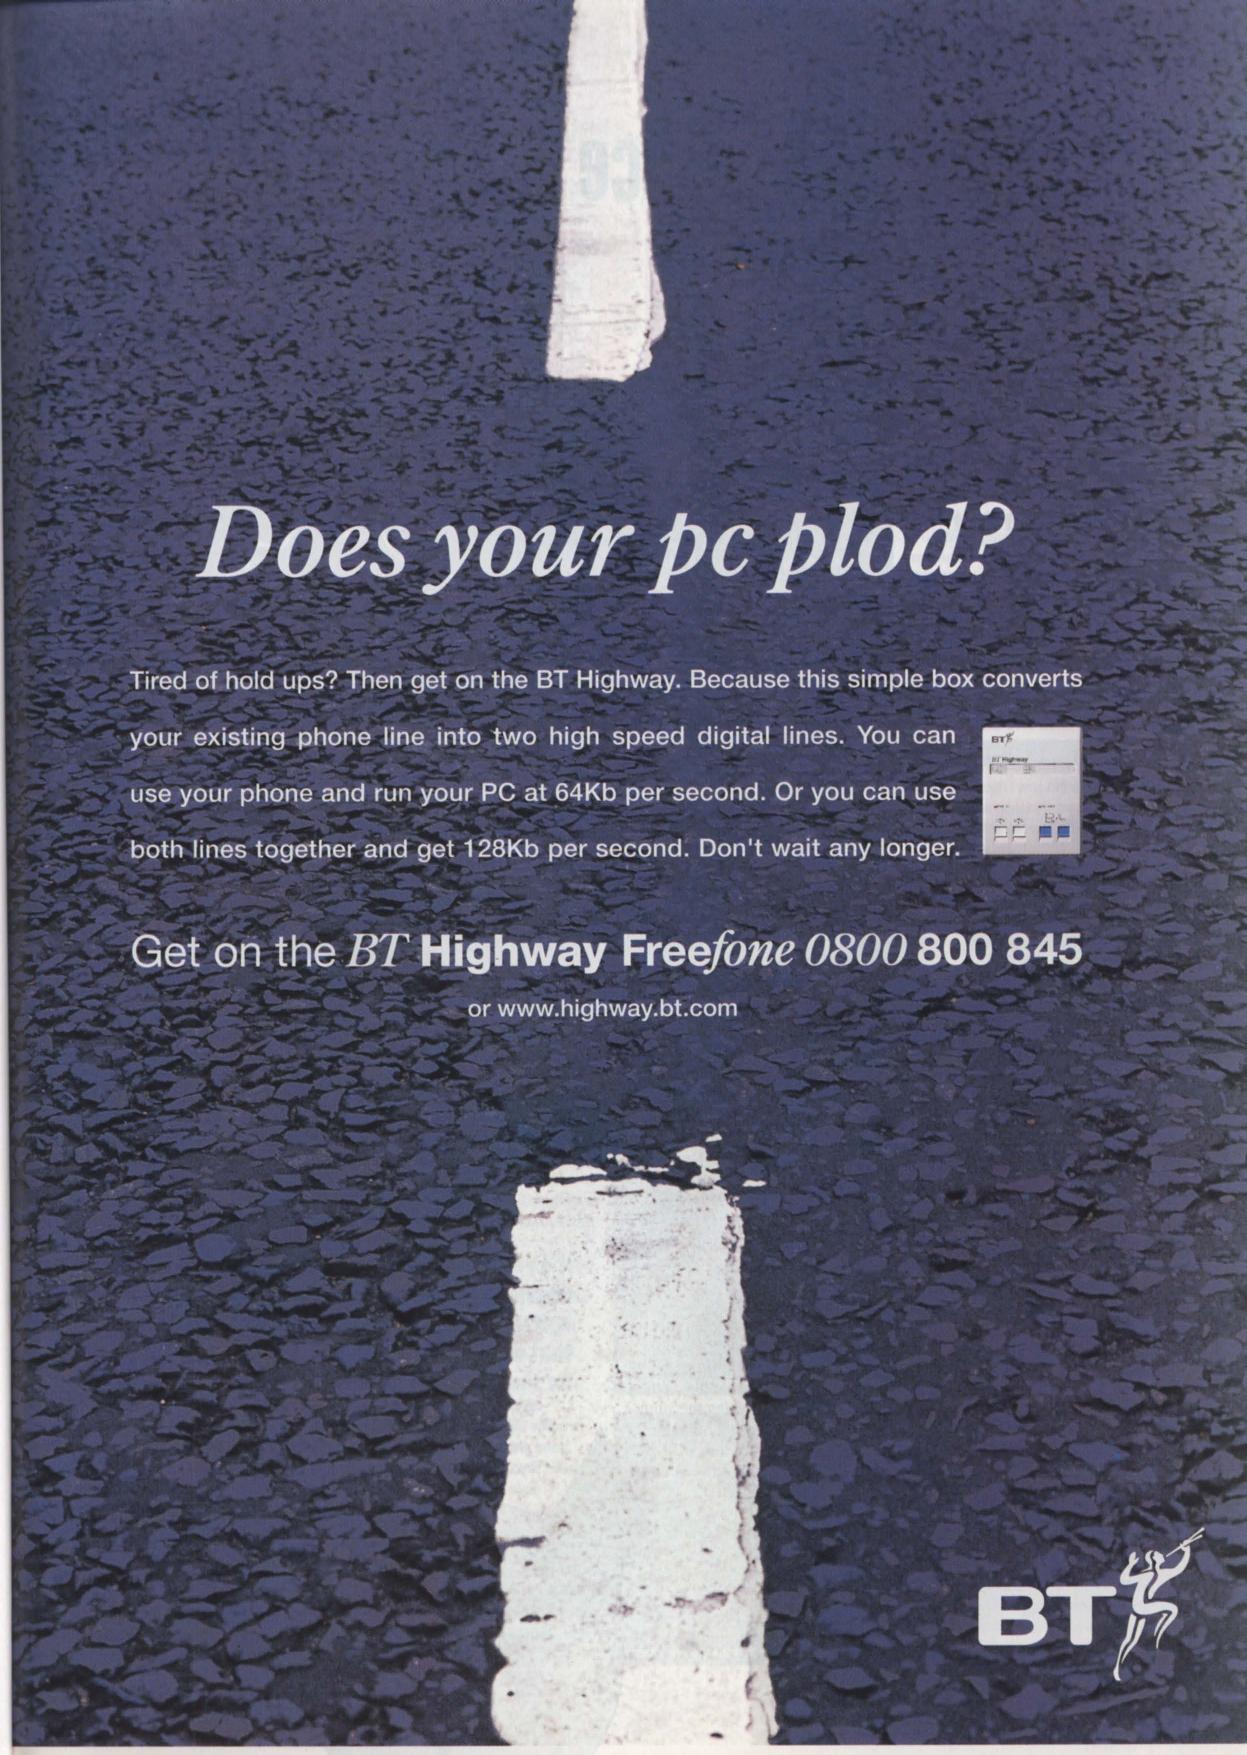 Does your pc plod?
Tired of hold ups? Then get on the BT Highway. Because this simple box converts
your existing phone line into two high speed digital lines. You can
use your phone and run your PC at 64Kb per second. Or you can use
both lines together and get 128Kb per second. Don't wait any longer.
BT
BT Highway
Get on the BT Highway Freefone 0800 800 845
or www.highway.bt.com
BT